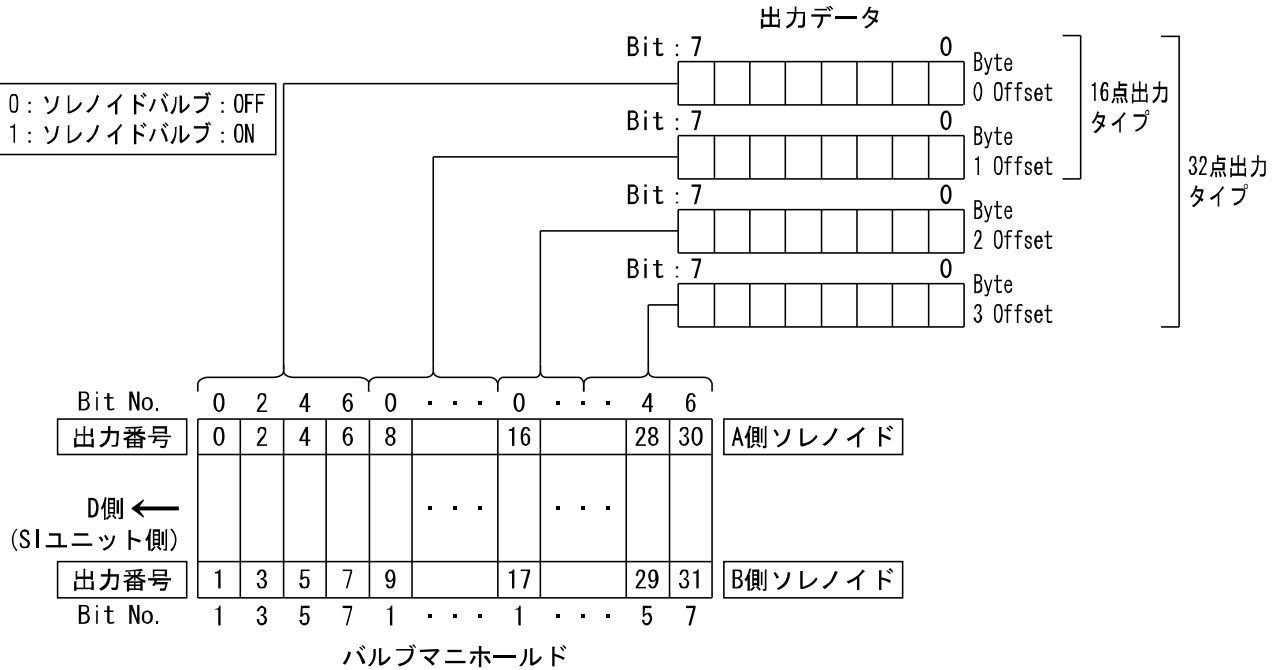 出力データ
Bit : 7 0
Byte
0 Offset
Bit : 7 0
Byte
1 Offset
Bit : 7 0
Byte
2 Offset
Bit : 7 0
Byte
3 Offset
16点出力
タイプ
32点出力
タイプ
0 : ソレノイドバルブ : OFF
1 : ソレノイドバルブ : ON
Bit No. 0 2 4 6 0 ・・・ 0 ・・・ 4 6
出力番号 0 2 4 6 8 16 28 30 A側ソレノイド
D側 ← ・・・ ・・・
(SIユニット側)
出力番号 1 3 5 7 9 17 29 31 B側ソレノイド
Bit No. 1 3 5 7 1 ・・・ 1 ・・・ 5 7
バルブマニホールド